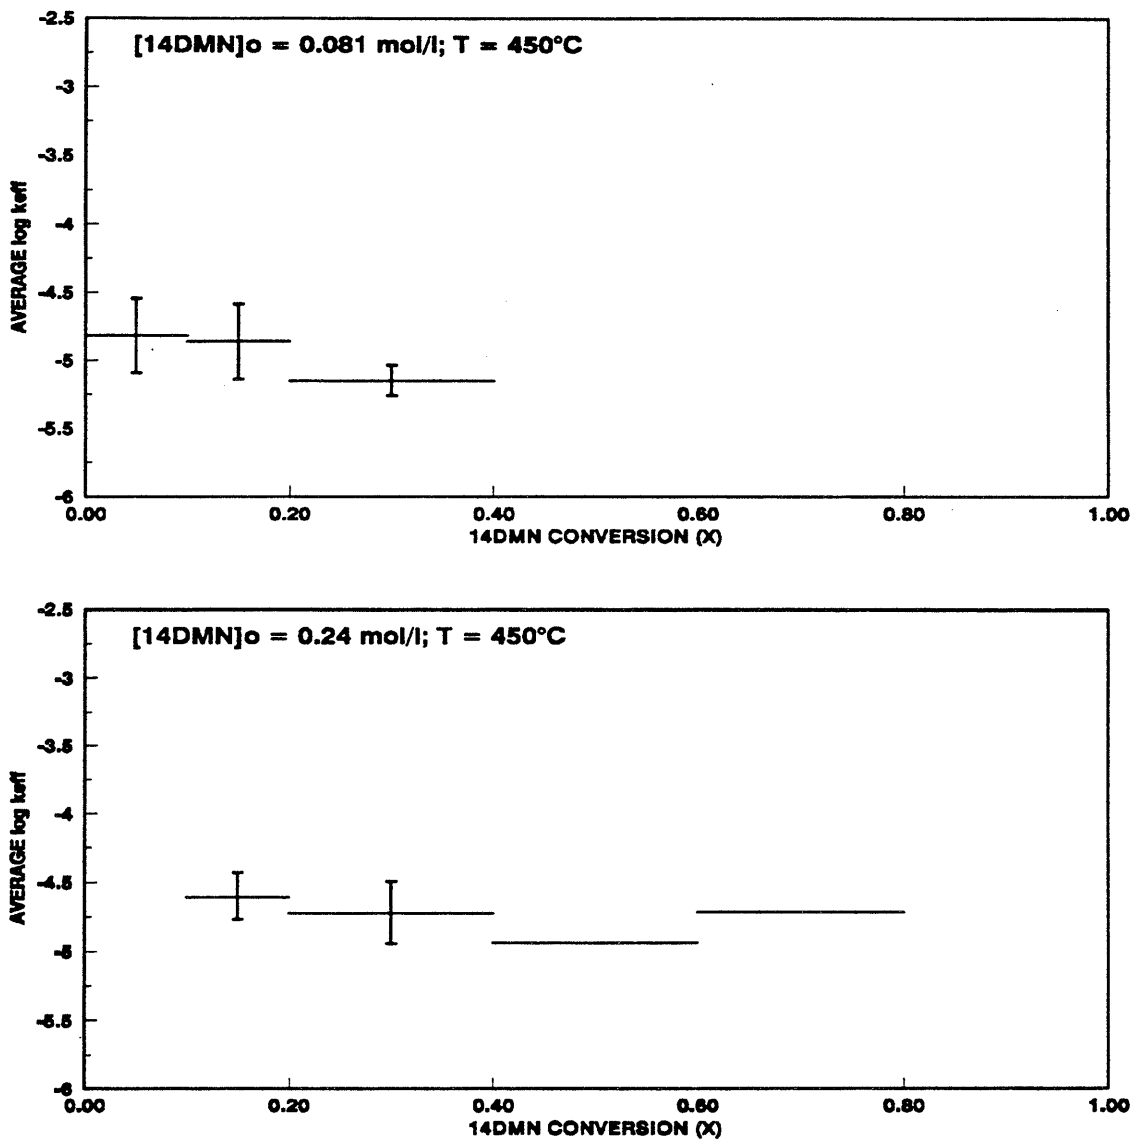 [14DMN]o = 0.081 mol/l; T = 450°C
AVERAGE log keff
-2.5
-3
-3.5
-4
-4.5
-5
-5.5
-6
0.00 0.20 0.40 0.60 0.80 1.00
14DMN CONVERSION (X)
[14DMN]o = 0.24 mol/l; T = 450°C
AVERAGE log keff
-2.5
-3
-3.5
-4
-4.5
-5
-5.5
-6
0.00 0.20 0.40 0.60 0.80 1.00
14DMN CONVERSION (X)